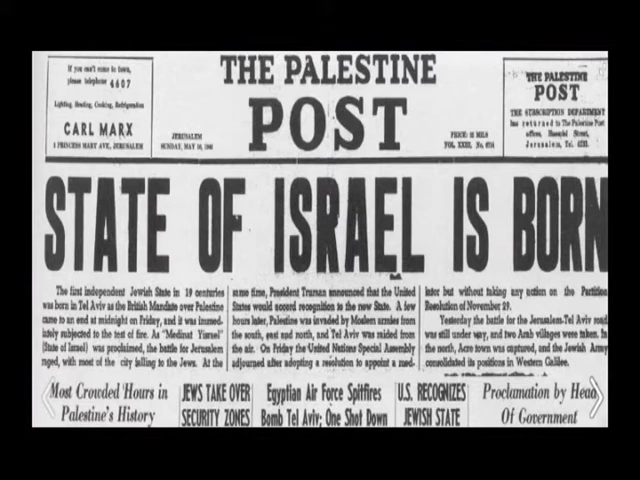 If you can't come to town,
please telephone 4607
Lighting, Heating, Cooking, Refrigeration
CARL MARX
2 PRINCESS MARY AVE., JERUSALEM
THE PALESTINE
POST
JERUSALEM
SUNDAY, MAY 16, 1948
PRICE: 25 MILS
VOL. XXIII. No. 6714
THE PALESTINE
POST
THE SUBSCRIPTION DEPARTMENT
has returned to The Palestine Post
offices, Hasolel Street,
Jerusalem, Tel. 4233.
STATE OF ISRAEL IS BORN
The first independent Jewish State in 19 centuries
was born in Tel Aviv as the British Mandate over Palestine
came to an end at midnight on Friday, and it was immed-
iately subjected to the test of fire. As "Medinat Yisrael"
(State of Israel) was proclaimed, the battle for Jerusalem
raged, with most of the city falling to the Jews. At the
same time, President Truman announced that the United
States would accord recognition to the new State. A few
hours later, Palestine was invaded by Moslem armies from
the south, east and north, and Tel Aviv was raided from
the air. On Friday the United Nations Special Assembly
adjourned after adopting a resolution to appoint a med-
iator but without taking any action on the Partition
Resolution of November 29.
Yesterday the battle for the Jerusalem-Tel Aviv road
was still under way, and two Arab villages were taken. In
the north, Acre town was captured, and the Jewish Army
consolidated its positions in Western Galilee.
Most Crowded Hours in
Palestine's History
JEWS TAKE OVER
SECURITY ZONES
Egyptian Air Force Spitfires
Bomb Tel Aviv; One Shot Down
U.S. RECOGNIZES
JEWISH STATE
Proclamation by Head
Of Government